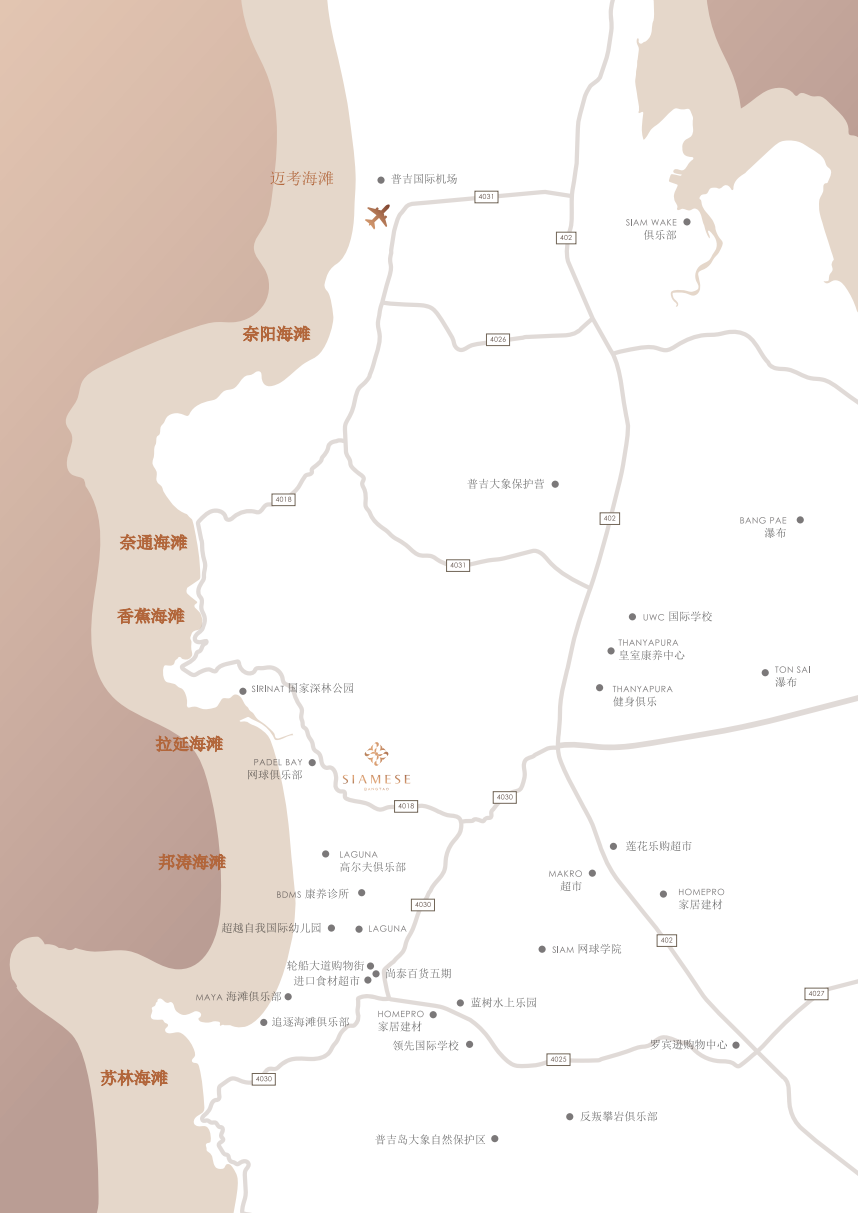 迈考海滩
普吉国际机场
4031
SIAM WAKE
俱乐部
402
奈阳海滩
4026
普吉大象保护营
4018
402
BANG PAE
瀑布
奈通海滩
4031
香蕉海滩
UWC 国际学校
THANYAPURA
皇室康养中心
TON SAI
瀑布
SIRINAT 国家深林公园
THANYAPURA
健身俱乐
拉延海滩
PADEL BAY
网球俱乐部
SIAMESE
4018
4030
邦涛海滩
LAGUNA
高尔夫俱乐部
莲花乐购超市
MAKRO
超市
BDMS 康养诊所
HOMEPRO
家居建材
4030
超越自我国际幼儿园
LAGUNA
402
SIAM 网球学院
轮船大道购物街
尚泰百货五期
进口食材超市
MAYA 海滩俱乐部
4027
蓝树水上乐园
追逐海滩俱乐部
HOMEPRO
家居建材
领先国际学校
罗宾逊购物中心
4025
苏林海滩
4030
反叛攀岩俱乐部
普吉岛大象自然保护区